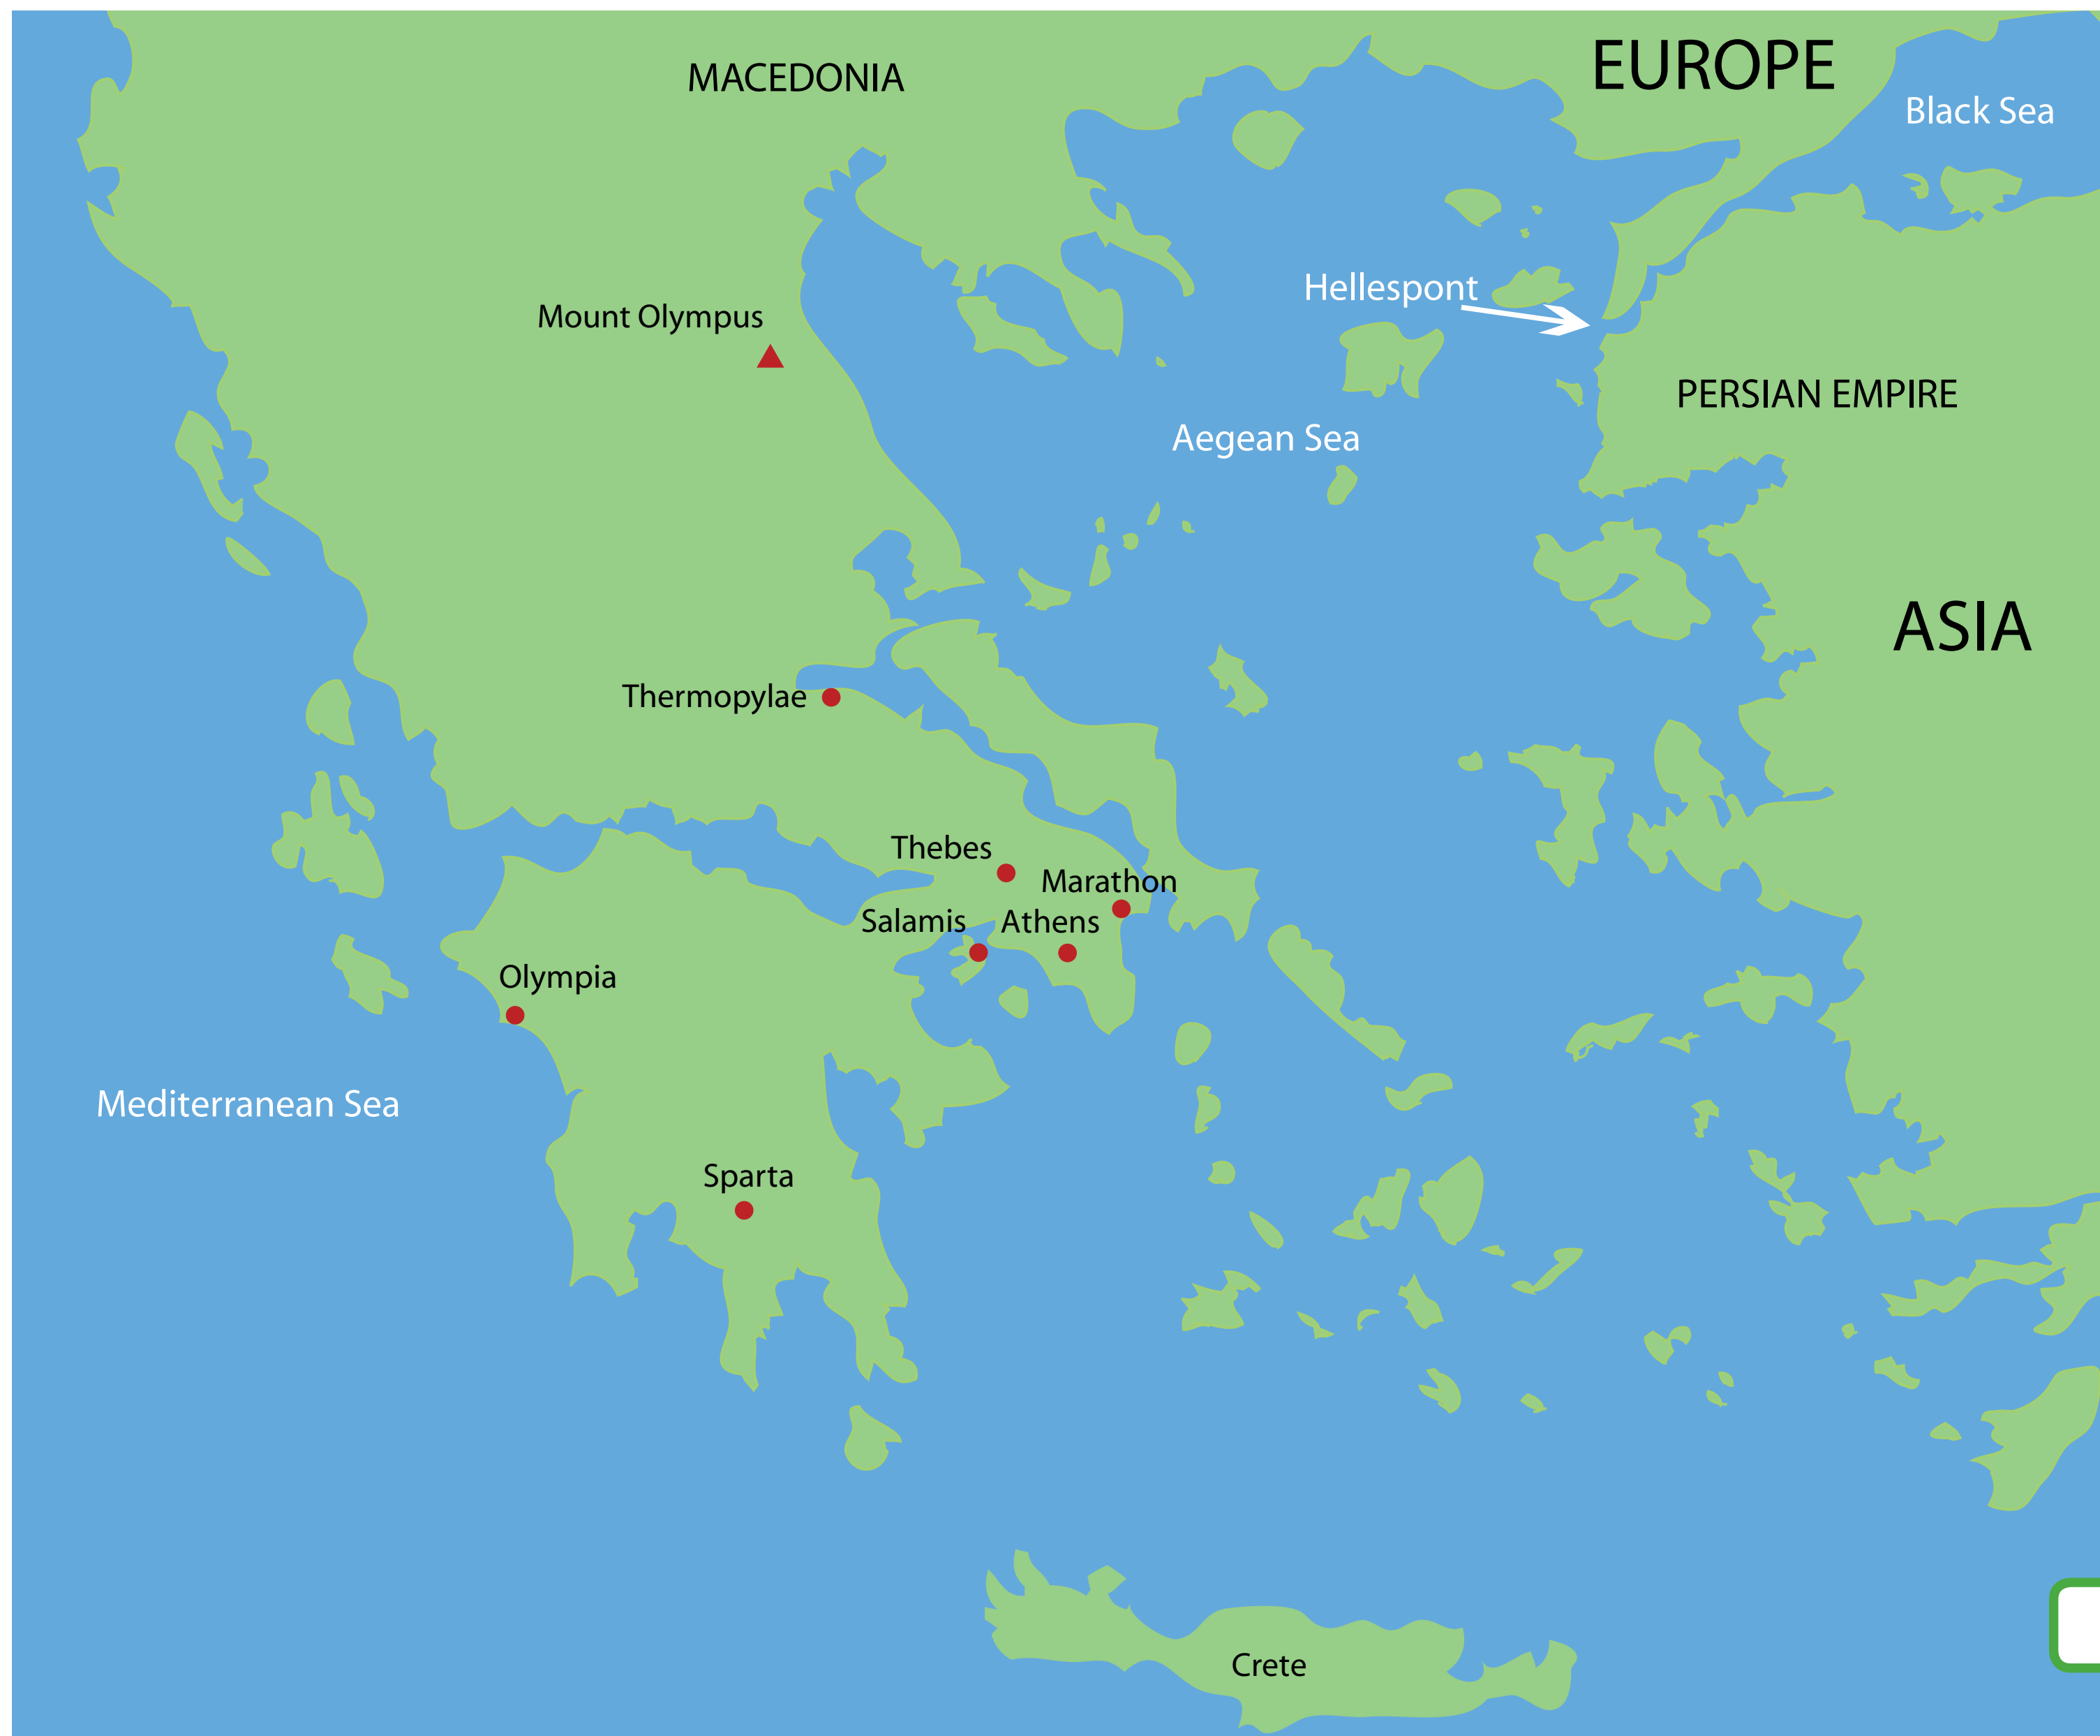 EUROPE
MACEDONIA
Black Sea
Hellespont
Mount Olympus
PERSIAN EMPIRE
Aegean Sea
ASIA
Thermopylae
Thebes
Marathon
Salamis
Athens
Olympia
Mediterranean Sea
Sparta
Crete